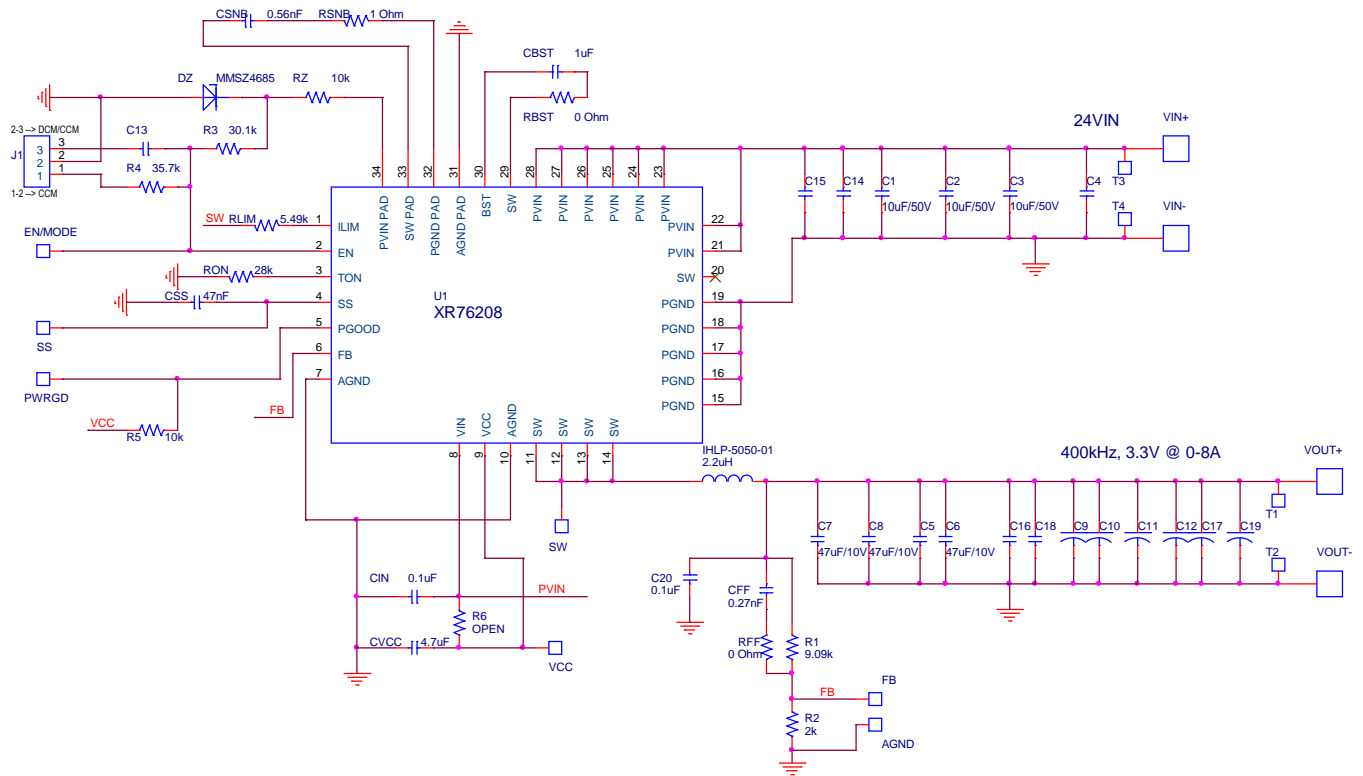 CSNB 0.56nF RSNB 1 Ohm
CBST 1uF
DZ MMSZ4685 RZ 10k
RBST 0 Ohm
24VIN
VIN+
2-3 --> DCM/CCM
J1
3 3
2 2
1 1
1-2 --> CCM
C13 R3 30.1k
R4 35.7k
34 33 32 31 30 29 28 27 26 25 24 23
PVIN PAD
SW PAD
PGND PAD
AGND PAD
BST
SW
PVIN
PVIN
PVIN
PVIN
PVIN
PVIN
C15
C14
C1
10uF/50V
C2
10uF/50V
C3
10uF/50V
C4
T3
T4
VIN-
SW RLIM 5.49k 1 ILIM
EN/MODE
2 EN
RON 28k 3 TON
CSS 47nF 4 SS
SS
5 PGOOD
6 FB
7 AGND
PWRGD
FB
VCC
R5 10k
U1
XR76208
PVIN 22
PVIN 21
SW 20
PGND 19
PGND 18
PGND 17
PGND 16
PGND 15
VIN
VCC
AGND
SW
SW
SW
SW
8 9 10 11 12 13 14
IHLP-5050-01
2.2uH
400kHz, 3.3V @ 0-8A
VOUT+
SW
T1
C7
47uF/10V
C8
47uF/10V
C5
C6
47uF/10V
C16
C18
C9
C10
C11
C12
C17
C19
T2
VOUT-
CIN 0.1uF
PVIN
R6
OPEN
CVCC 4.7uF
VCC
C20
0.1uF
CFF
0.27nF
RFF
0 Ohm
R1
9.09k
FB
FB
R2
2k
AGND